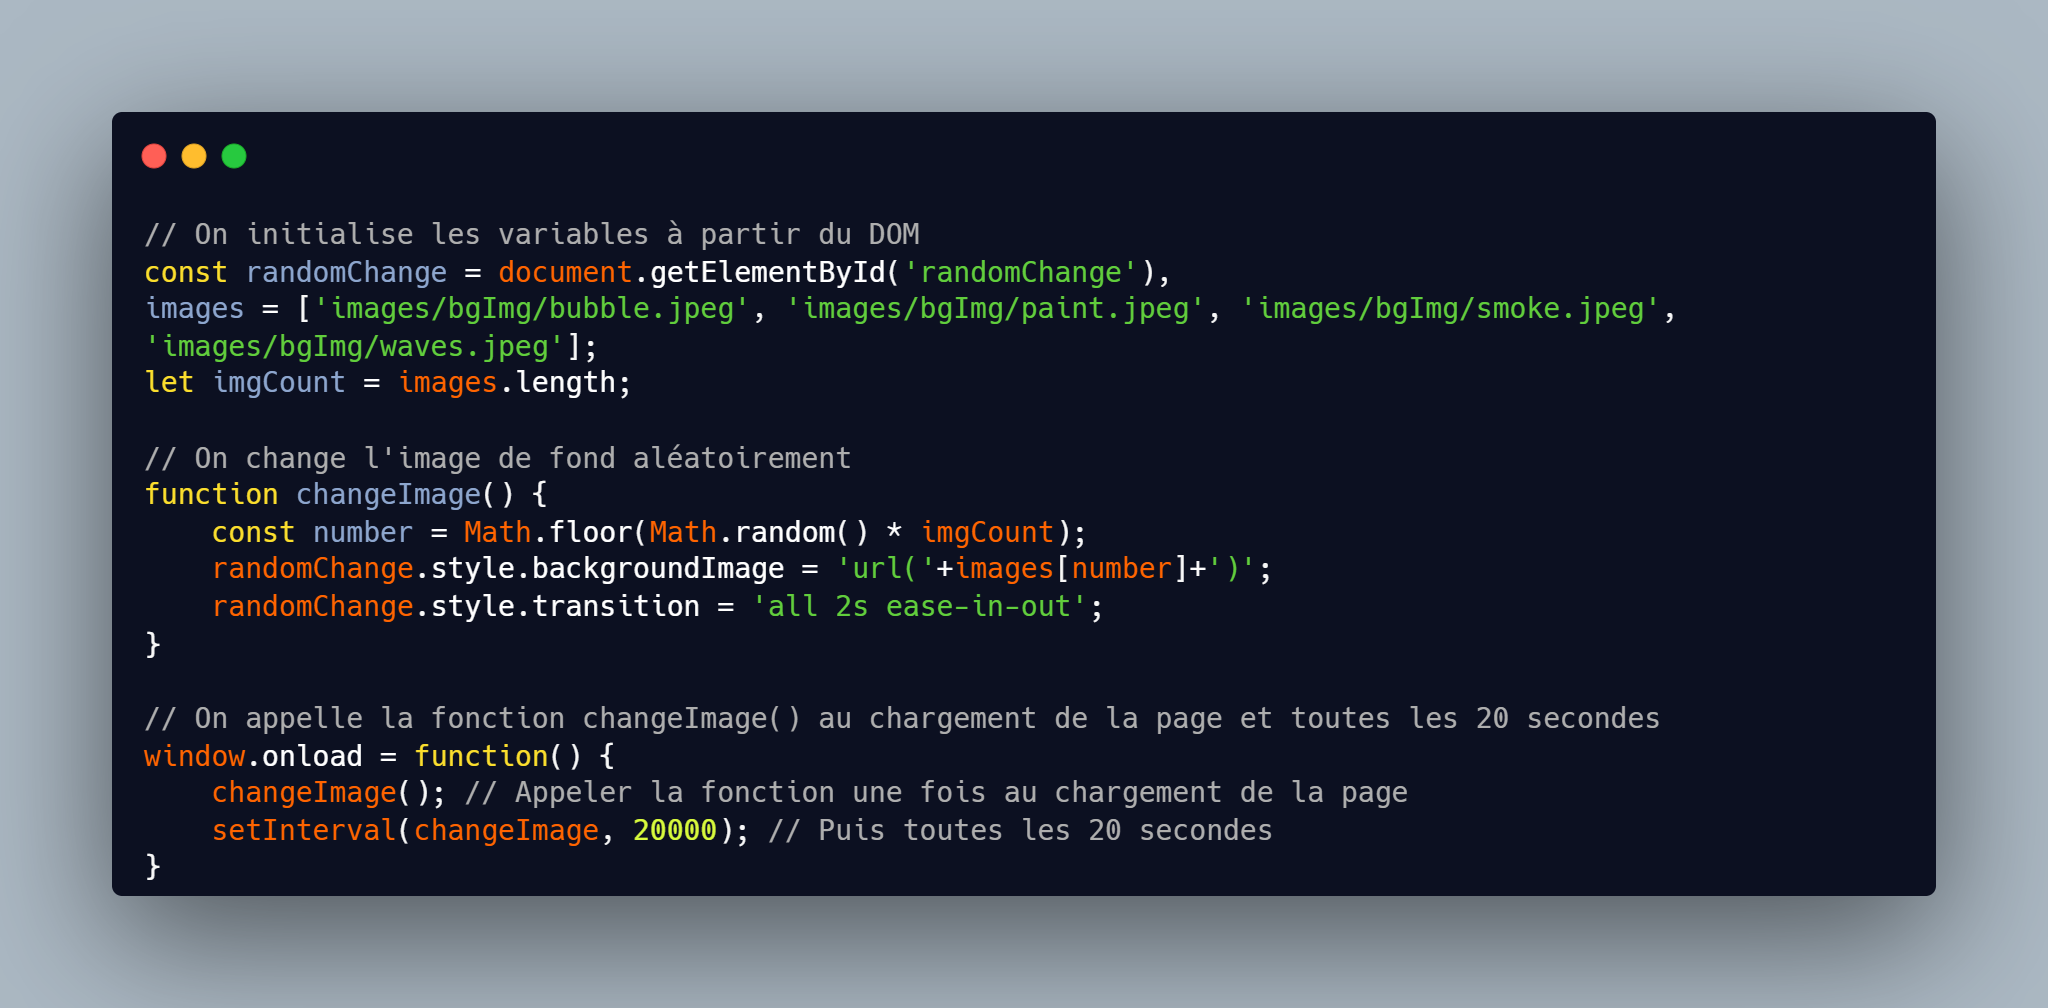 // On initialise les variables à partir du DOM
const randomChange = document.getElementById('randomChange'),
images = ['images/bgImg/bubble.jpeg', 'images/bgImg/paint.jpeg', 'images/bgImg/smoke.jpeg',
'images/bgImg/waves.jpeg'];
let imgCount = images.length;

// On change l'image de fond aléatoirement
function changeImage() {
    const number = Math.floor(Math.random() * imgCount);
    randomChange.style.backgroundImage = 'url('+images[number]+')';
    randomChange.style.transition = 'all 2s ease-in-out';
}

// On appelle la fonction changeImage() au chargement de la page et toutes les 20 secondes
window.onload = function() {
    changeImage(); // Appeler la fonction une fois au chargement de la page
    setInterval(changeImage, 20000); // Puis toutes les 20 secondes
}